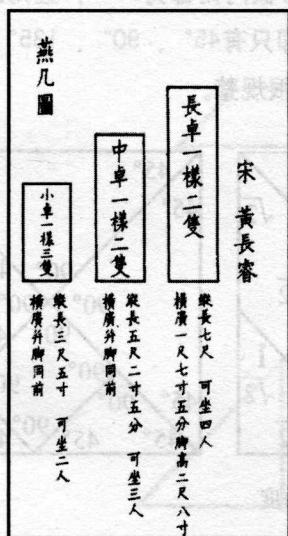 燕几圖
宋 黃長睿
長卓一樣二隻
縱長七尺 可坐四人
橫廣一尺七寸五分脚高二尺八寸
中卓一樣二隻
縱長五尺二寸五分 可坐三人
橫廣并脚同前
小卓一樣三隻
縱長三尺五寸 可坐二人
橫廣并脚同前